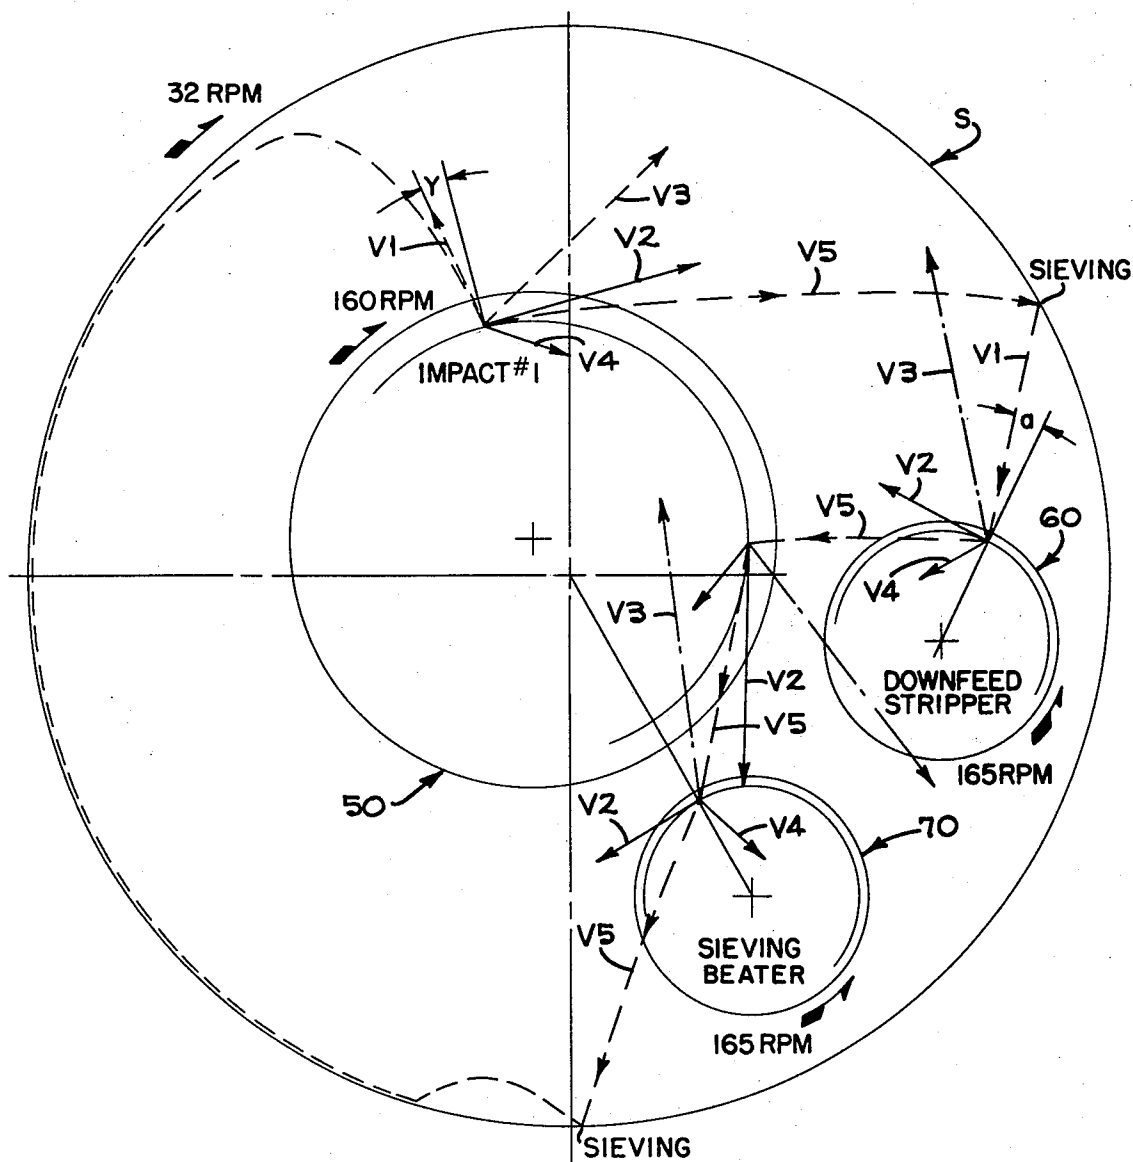 32 RPM
S
γ
V3
V1
V2
V5
SIEVING
160 RPM
V4
IMPACT #1
V3
V1
a
V2
V5
60
V4
V3
DOWNFEED
STRIPPER
V2
V5
165 RPM
50
V2
V4
70
V5
SIEVING
BEATER
165 RPM
SIEVING